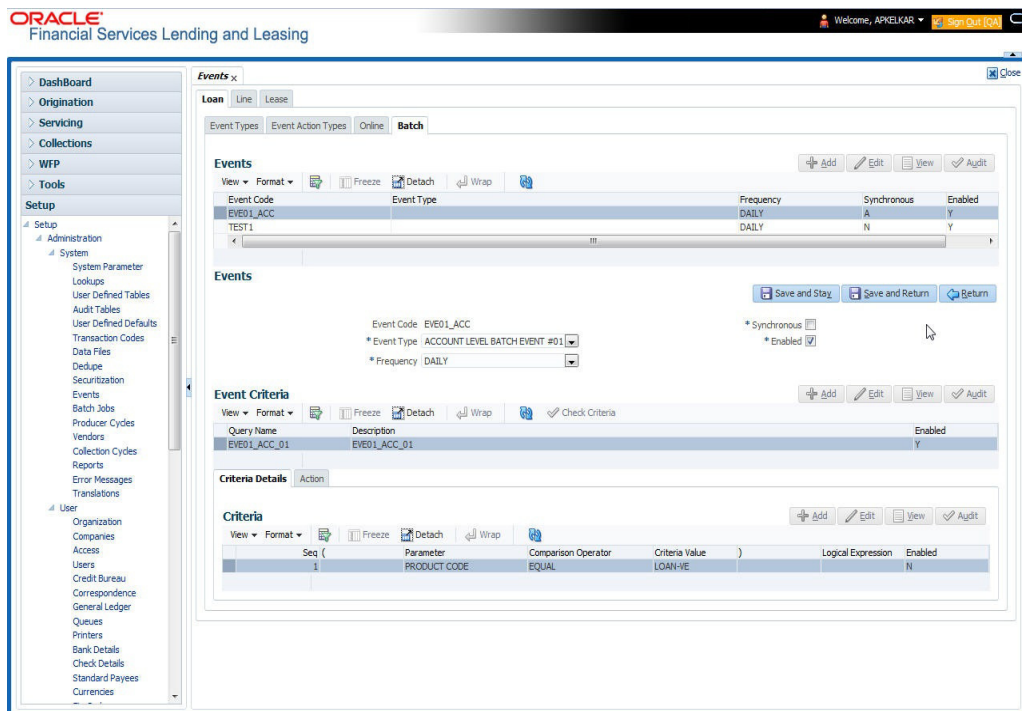 ORACLE
Financial Services Lending and Leasing
Welcome, APKELKAR
Sign Out [QA]
DashBoard
Origination
Servicing
Collections
WFP
Tools
Setup
Setup
Administration
System
System Parameter
Lookups
User Defined Tables
Audit Tables
User Defined Defaults
Transaction Codes
Data Files
Dedupe
Securitization
Events
Batch Jobs
Producer Cycles
Vendors
Collection Cycles
Reports
Error Messages
Translations
User
Organization
Companies
Access
Users
Credit Bureau
Correspondence
General Ledger
Queues
Printers
Bank Details
Check Details
Standard Payees
Currencies
Events x
Close
Loan Line Lease
Event Types Event Action Types Online Batch
Events
Add Edit View Audit
View Format Freeze Detach Wrap
Event Code Event Type Frequency Synchronous Enabled
EVE01_ACC DAILY A Y
TEST1 DAILY N Y
Events
Save and Stay Save and Return Return
Event Code EVE01_ACC * Synchronous
* Event Type ACCOUNT LEVEL BATCH EVENT #01 * Enabled
* Frequency DAILY
Event Criteria
Add Edit View Audit
View Format Freeze Detach Wrap Check Criteria
Query Name Description Enabled
EVE01_ACC_01 EVE01_ACC_01 Y
Criteria Details Action
Criteria
Add Edit View Audit
View Format Freeze Detach Wrap
Seq ( Parameter Comparison Operator Criteria Value ) Logical Expression Enabled
1 PRODUCT CODE EQUAL LOAN-VE N